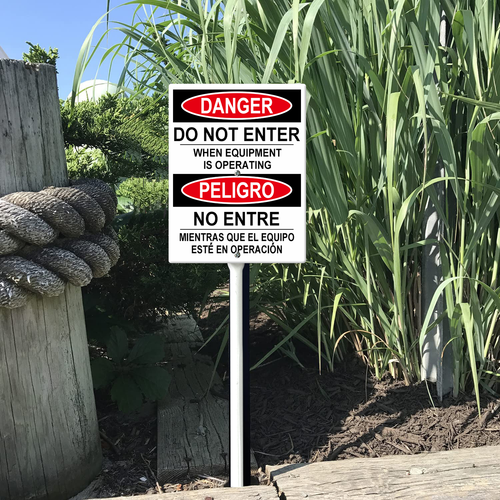 DANGER
DO NOT ENTER
WHEN EQUIPMENT
IS OPERATING
PELIGRO
NO ENTRE
MIENTRAS QUE EL EQUIPO
ESTÉ EN OPERACIÓN